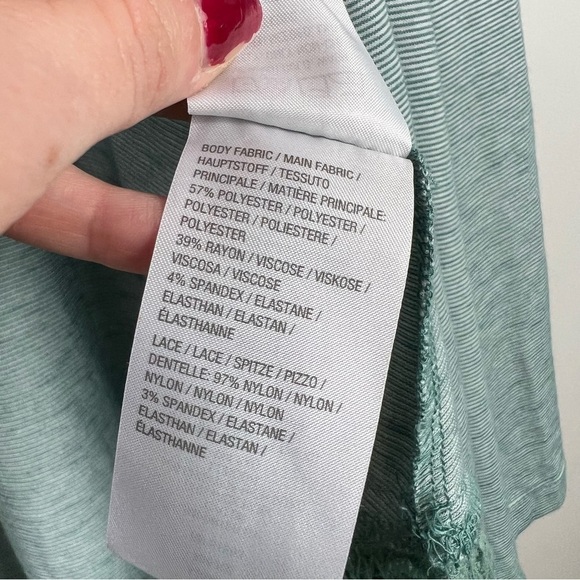 BODY FABRIC / MAIN FABRIC /
HAUPTSTOFF / TESSUTO
PRINCIPALE / MATIÈRE PRINCIPALE:
57% POLYESTER / POLYESTER /
POLYESTER / POLIESTERE /
POLYESTER
39% RAYON / VISCOSE / VISKOSE /
VISCOSA / VISCOSE
4% SPANDEX / ELASTANE /
ELASTHAN / ELASTAN /
ÉLASTHANNE
LACE / LACE / SPITZE / PIZZO /
DENTELLE: 97% NYLON / NYLON /
NYLON / NYLON / NYLON
3% SPANDEX / ELASTANE /
ELASTHAN / ELASTAN /
ÉLASTHANNE